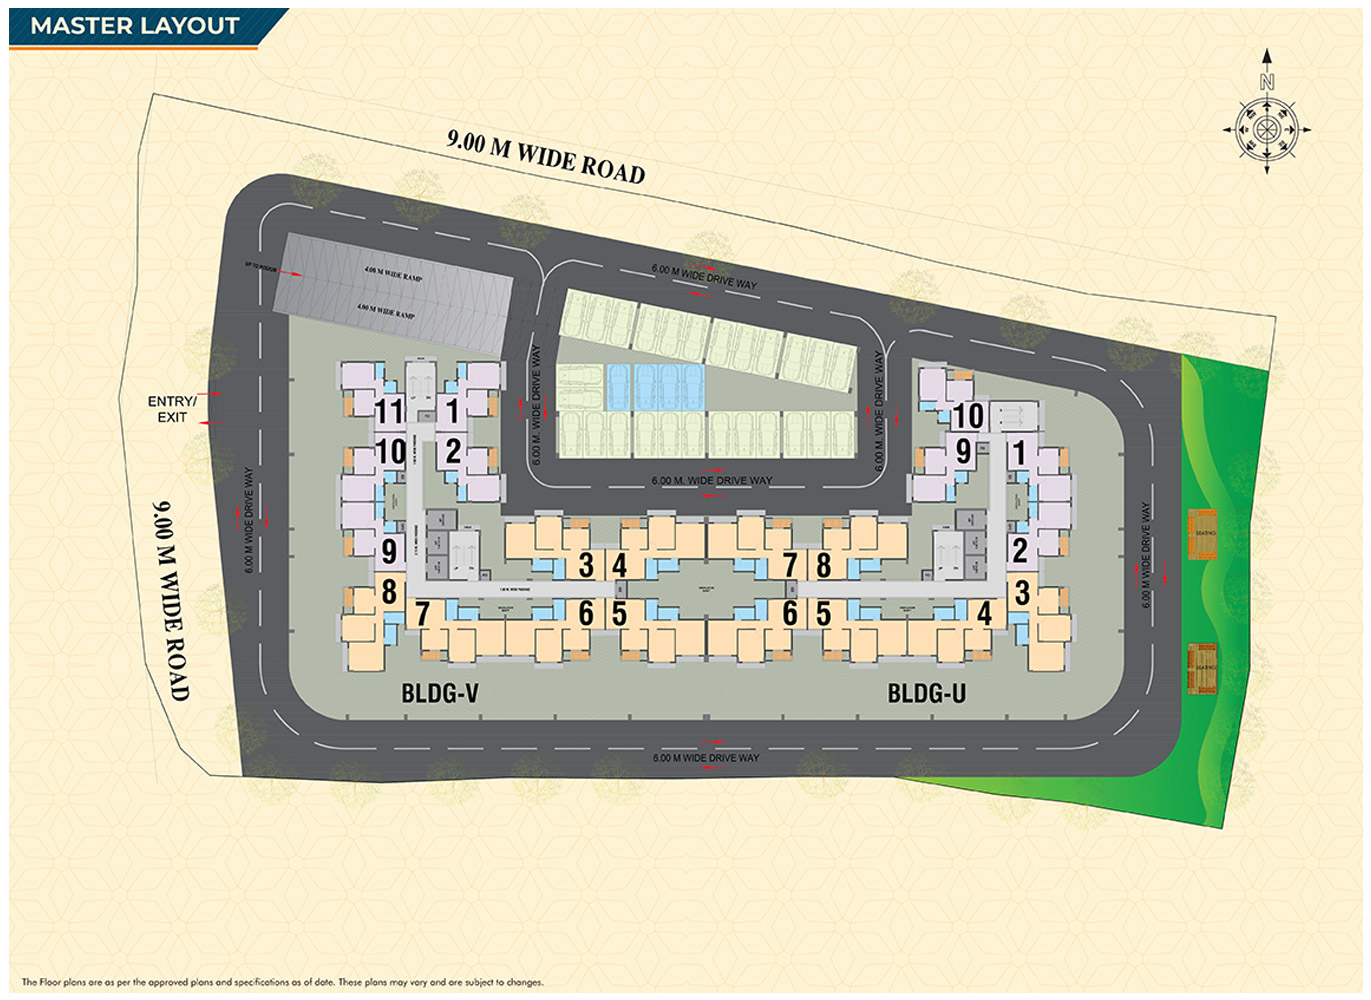 MASTER LAYOUT
N
9.00 M WIDE ROAD
UP TO PODIUM
4.00 M WIDE RAMP
4.00 M WIDE RAMP
6.00 M WIDE DRIVE WAY
6.00 M. WIDE DRIVE WAY
6.00 M. WIDE DRIVE WAY
ENTRY/
EXIT
11 1
10 2
9
8
7
3 4
6 5
10
9 1
2
3
7 8
6 5
4
6.00 M. WIDE DRIVE WAY
6.00 M WIDE DRIVE WAY
6.00 M WIDE DRIVE WAY
9.00 M WIDE ROAD
SEATING
SEATING
BLDG-V
BLDG-U
6.00 M WIDE DRIVE WAY
The Floor plans are as per the approved plans and specifications as of date. These plans may vary and are subject to changes.